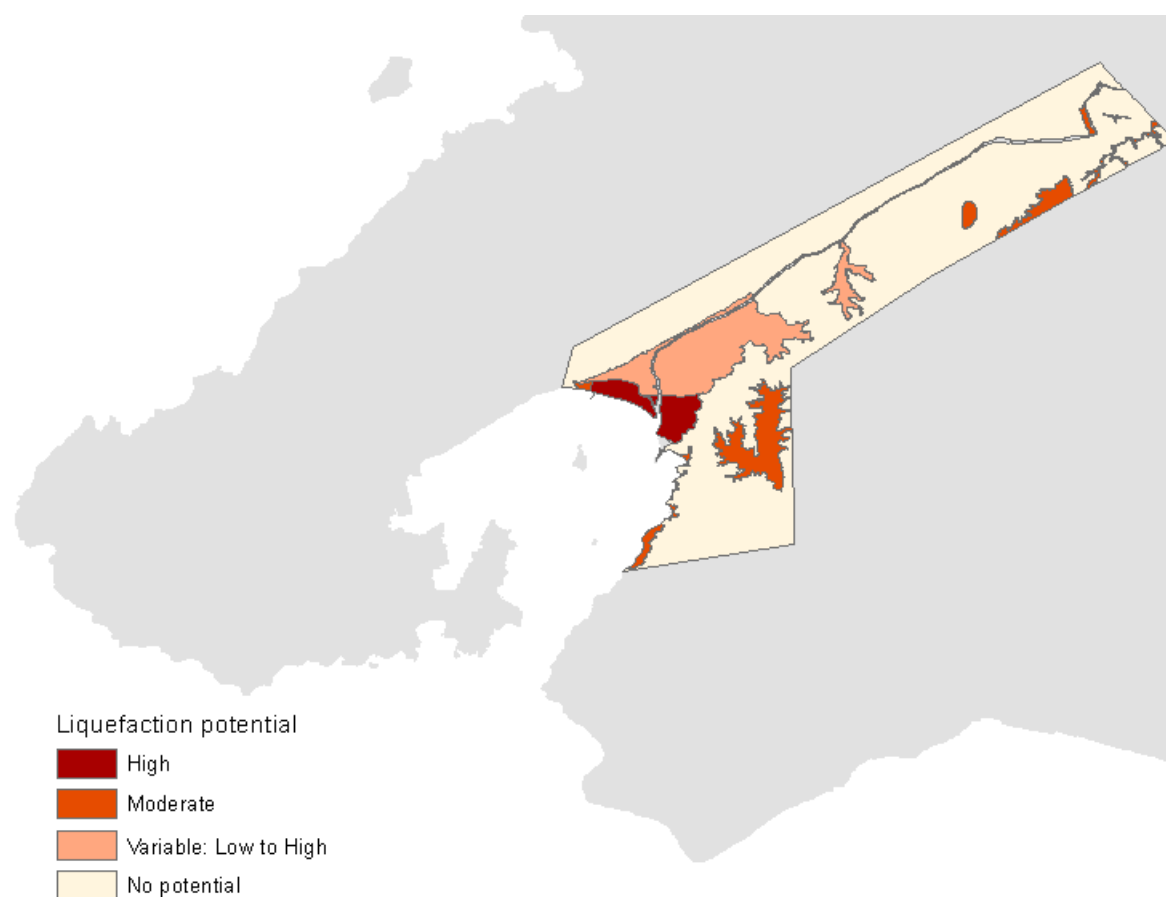 Liquefaction potential
High
Moderate
Variable: Low to High
No potential